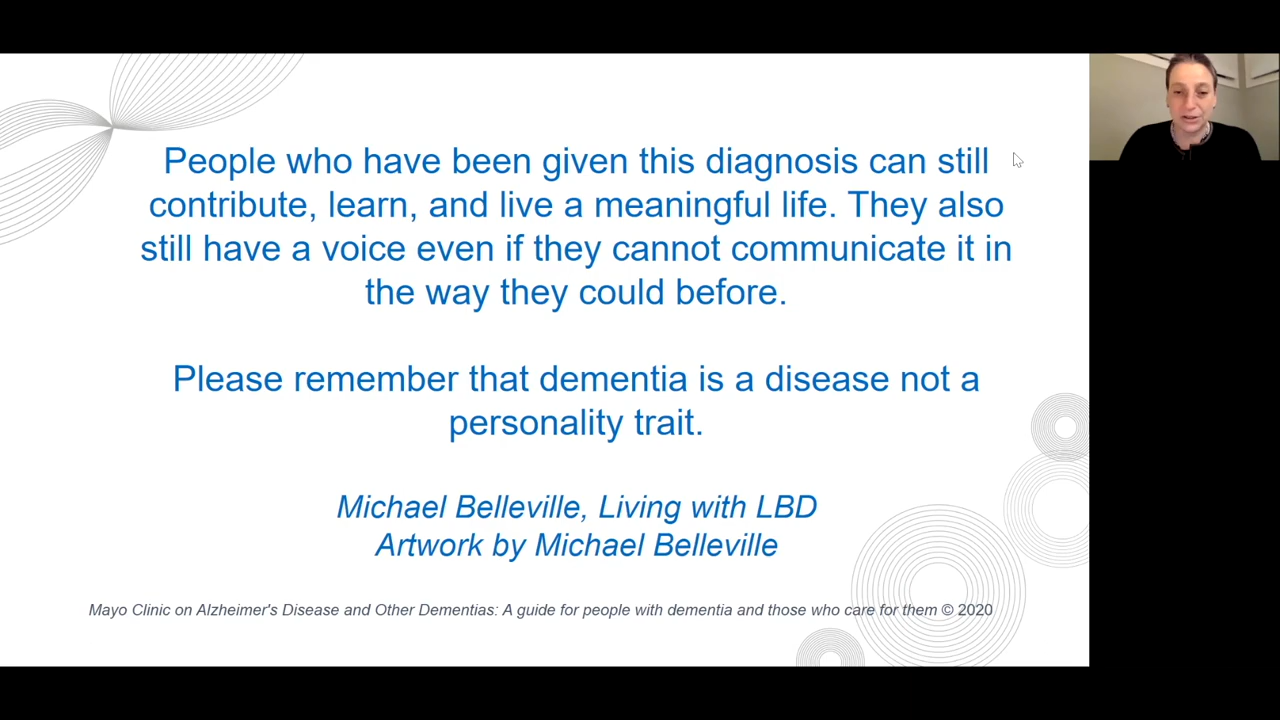 People who have been given this diagnosis can still
contribute, learn, and live a meaningful life. They also
still have a voice even if they cannot communicate it in
the way they could before.
Please remember that dementia is a disease not a
personality trait.
Michael Belleville, Living with LBD
Artwork by Michael Belleville
Mayo Clinic on Alzheimer's Disease and Other Dementias: A guide for people with dementia and those who care for them © 2020